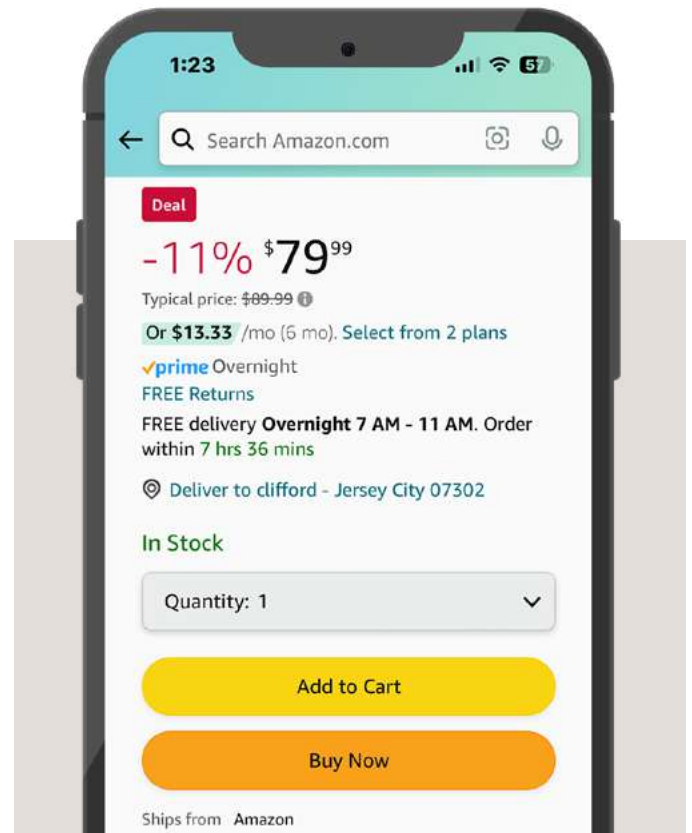 1:23
57
Search Amazon.com
Deal
-11% $79 99
Typical price: $89.99
Or $13.33 /mo (6 mo). Select from 2 plans
prime Overnight
FREE Returns
FREE delivery Overnight 7 AM - 11 AM. Order
within 7 hrs 36 mins
Deliver to clifford - Jersey City 07302
In Stock
Quantity: 1
Add to Cart
Buy Now
Ships from Amazon